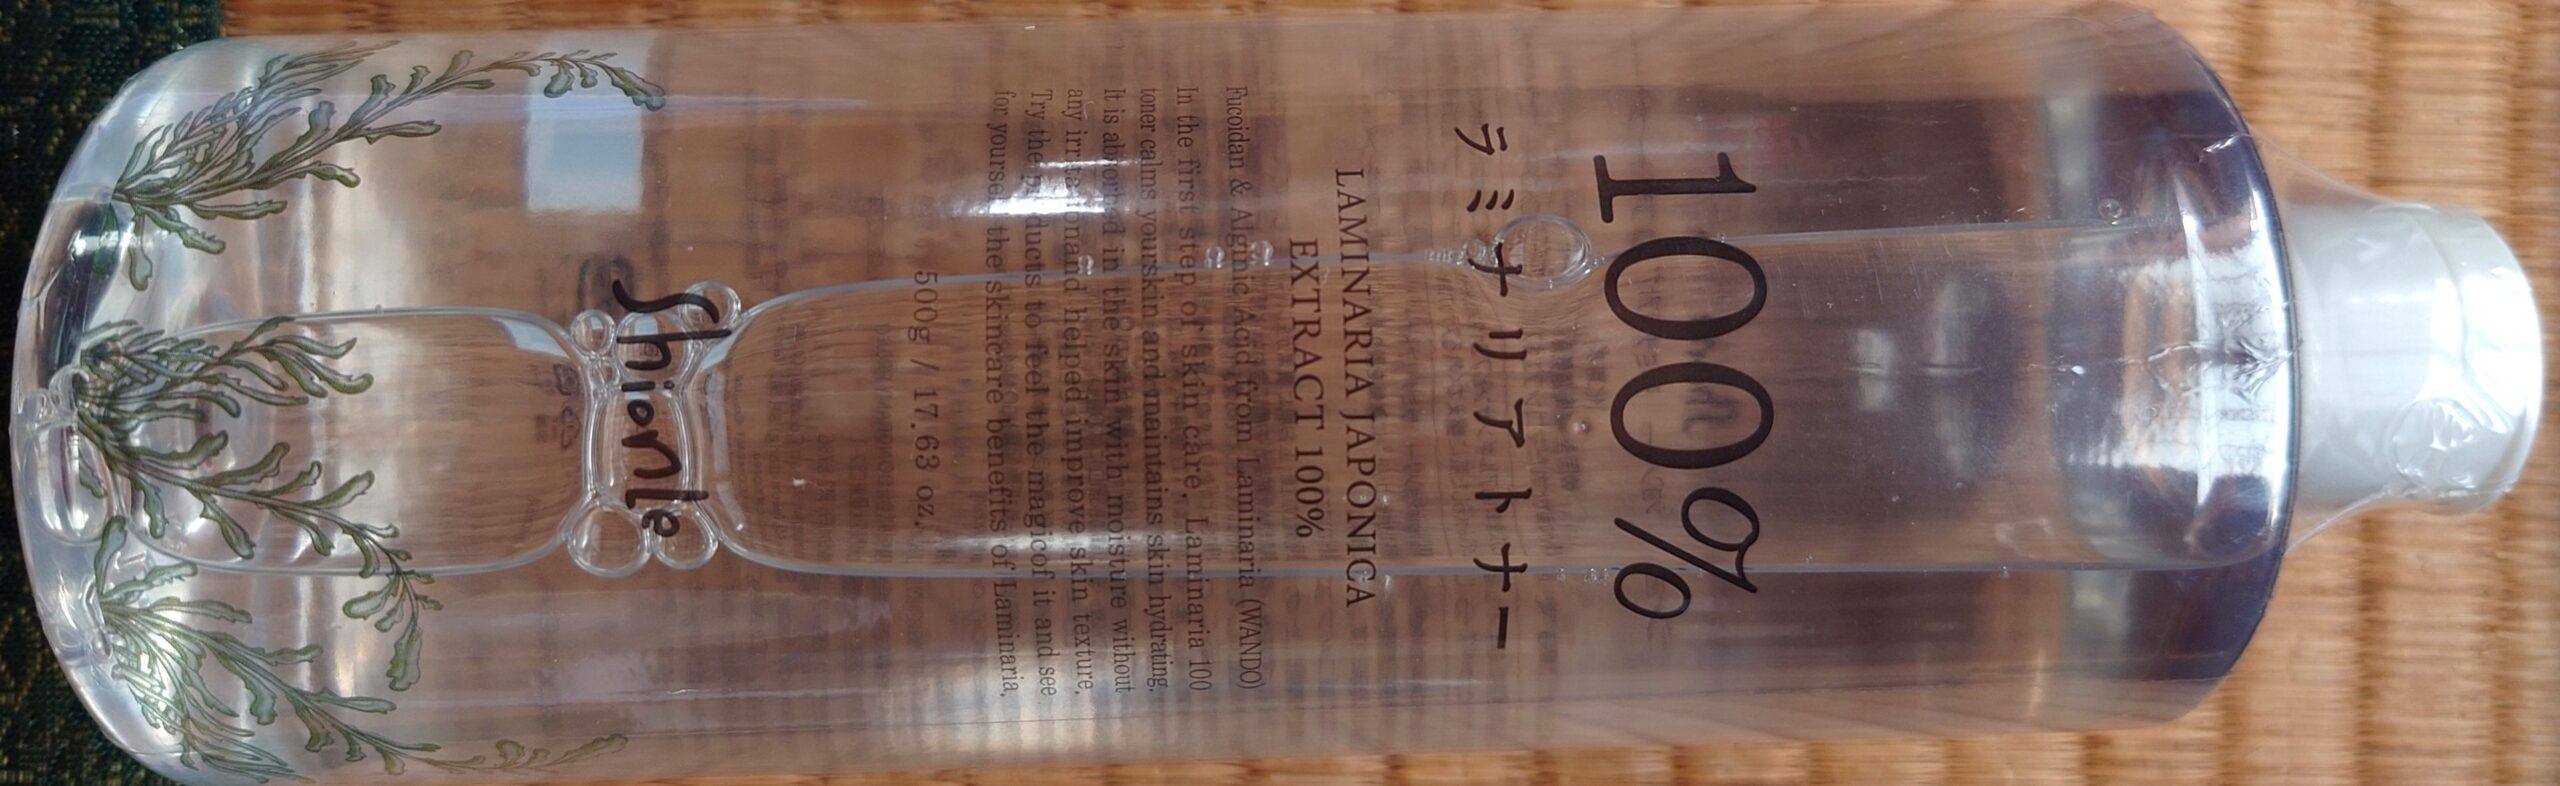 100%
ラミナリアトナー
LAMINARIA JAPONICA
EXTRACT 100%
Fucoidan & Alginic Acid from Laminaria (WANDO)
In the first step of skin care, Laminaria 100
toner calms yourskin and maintains skin hydrating.
It is absorbed in the skin with moisture without
any irritationand helped improve skin texture.
Try the products to feel the magicof it and see
for yourself the skincare benefits of Laminaria.
500g / 17.63 oz.
Shionle